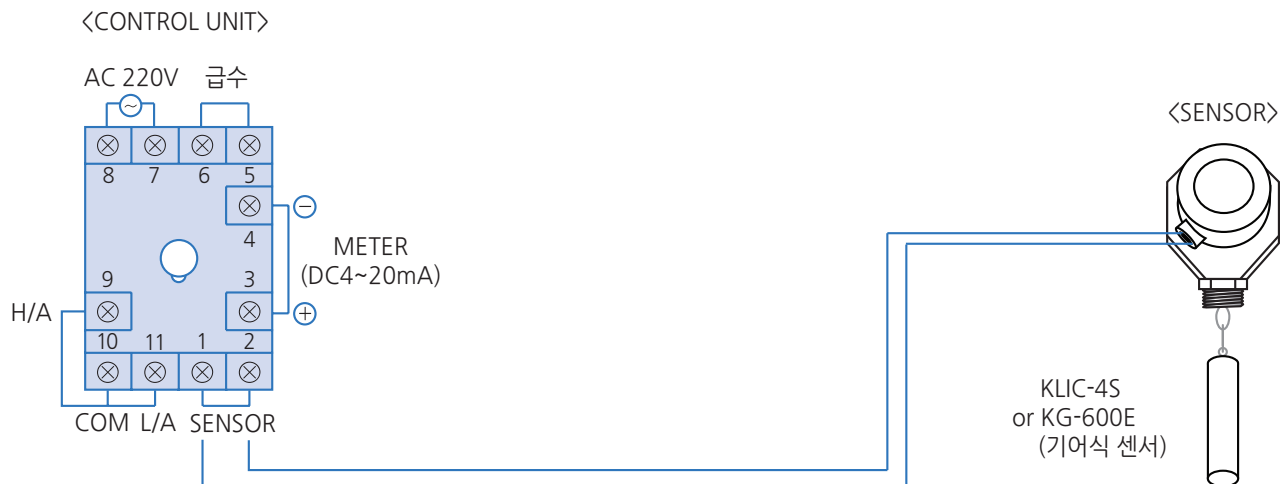 <CONTROL UNIT>
AC 220V 급수
<SENSOR>
8 7 6 5
4
METER
(DC4~20mA)
9 3
H/A
10 11 1 2
COM L/A SENSOR
KLIC-4S
or KG-600E
(기어식 센서)